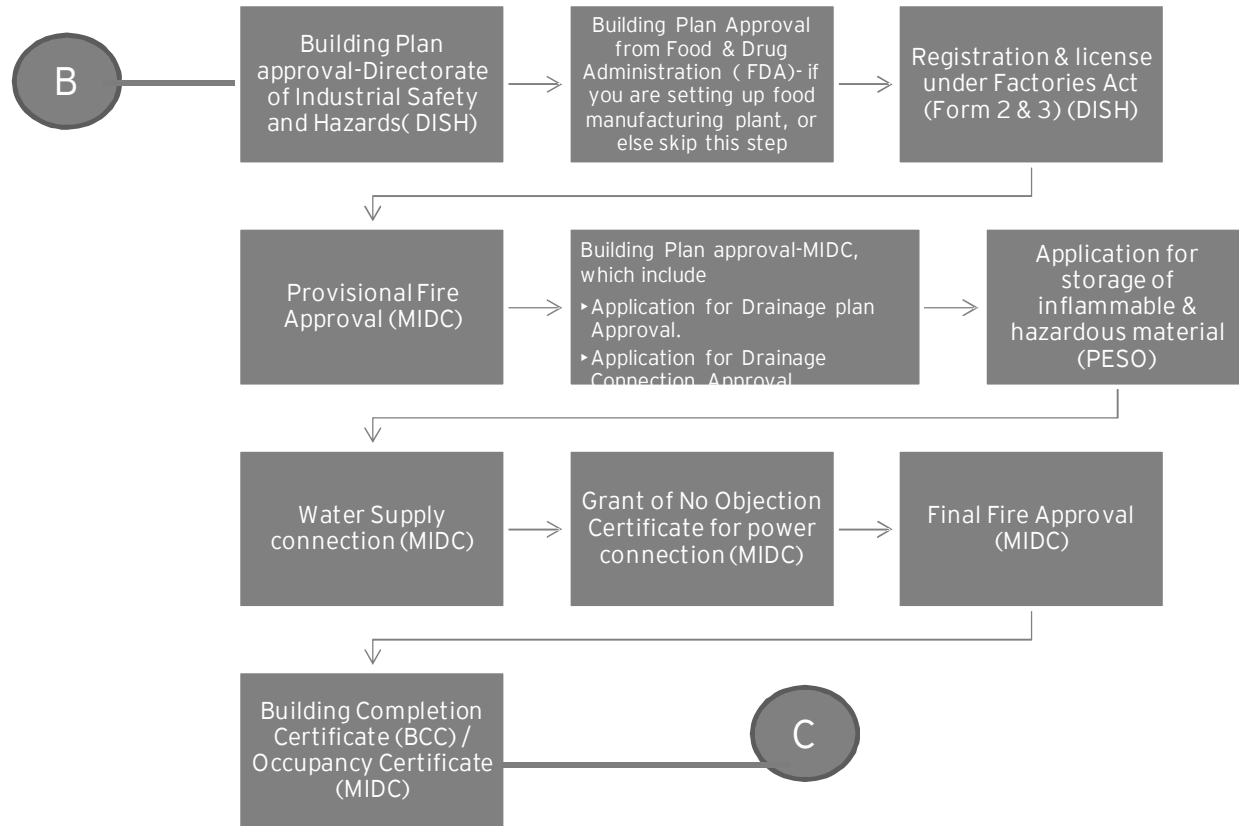 B
Building Plan
approval-Directorate
of Industrial Safety
and Hazards( DISH)
Building Plan Approval
from Food & Drug
Administration ( FDA)- if
you are setting up food
manufacturing plant, or
else skip this step
Registration & license
under Factories Act
(Form 2 & 3) (DISH)
Provisional Fire
Approval (MIDC)
Building Plan approval-MIDC,
which include
▸Application for Drainage plan
Approval.
▸Application for Drainage
Connection Approval
Application for
storage of
inflammable &
hazardous material
(PESO)
Water Supply
connection (MIDC)
Grant of No Objection
Certificate for power
connection (MIDC)
Final Fire Approval
(MIDC)
Building Completion
Certificate (BCC) /
Occupancy Certificate
(MIDC)
C